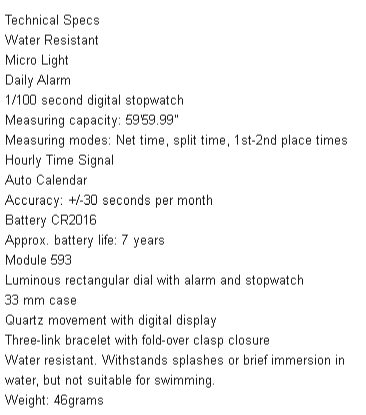 Technical Specs
Water Resistant
Micro Light
Daily Alarm
1/100 second digital stopwatch
Measuring capacity: 59'59.99"
Measuring modes: Net time, split time, 1st-2nd place times
Hourly Time Signal
Auto Calendar
Accuracy: +/-30 seconds per month
Battery CR2016
Approx. battery life: 7 years
Module 593
Luminous rectangular dial with alarm and stopwatch
33 mm case
Quartz movement with digital display
Three-link bracelet with fold-over clasp closure
Water resistant. Withstands splashes or brief immersion in
water, but not suitable for swimming.
Weight: 46grams